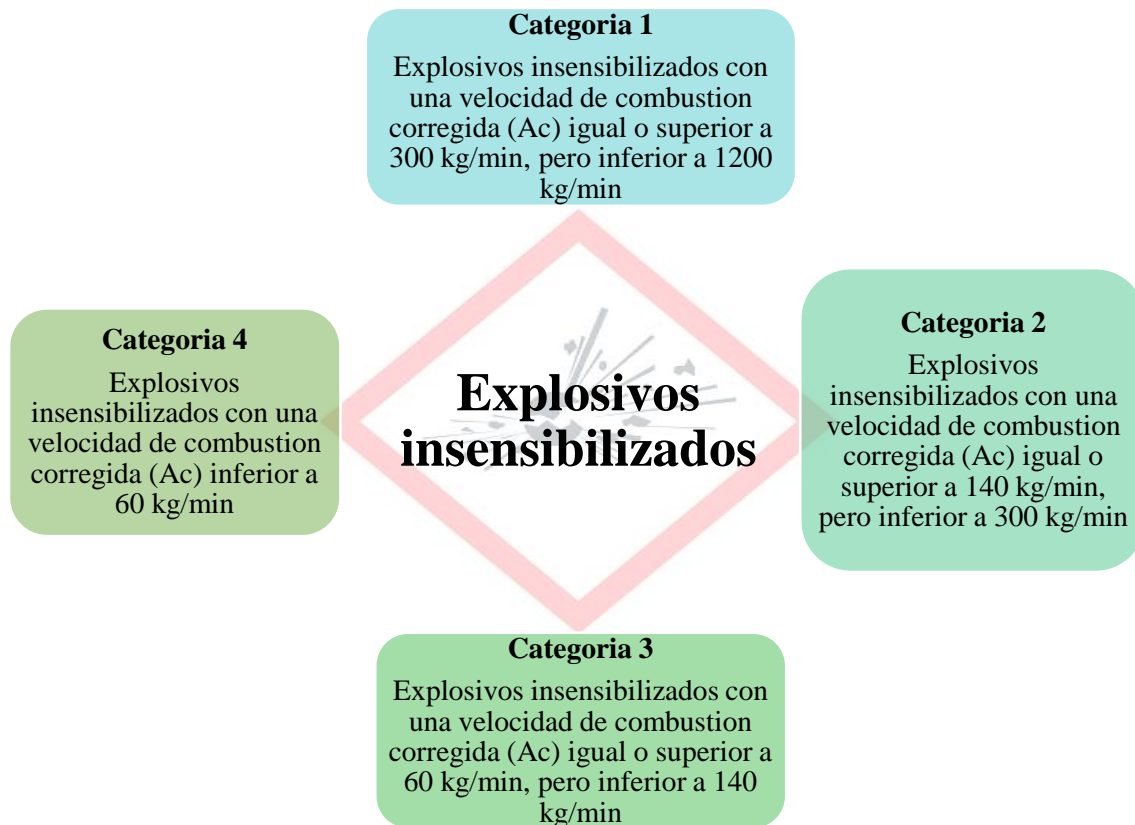 Categoria 1
Explosivos insensibilizados con
una velocidad de combustion
corregida (Ac) igual o superior a
300 kg/min, pero inferior a 1200
kg/min
Categoria 4
Explosivos
insensibilizados con una
velocidad de combustion
corregida (Ac) inferior a
60 kg/min
Explosivos
insensibilizados
Categoria 2
Explosivos
insensibilizados con una
velocidad de combustion
corregida (Ac) igual o
superior a 140 kg/min,
pero inferior a 300 kg/min
Categoria 3
Explosivos insensibilizados con
una velocidad de combustion
corregida (Ac) igual o superior a
60 kg/min, pero inferior a 140
kg/min